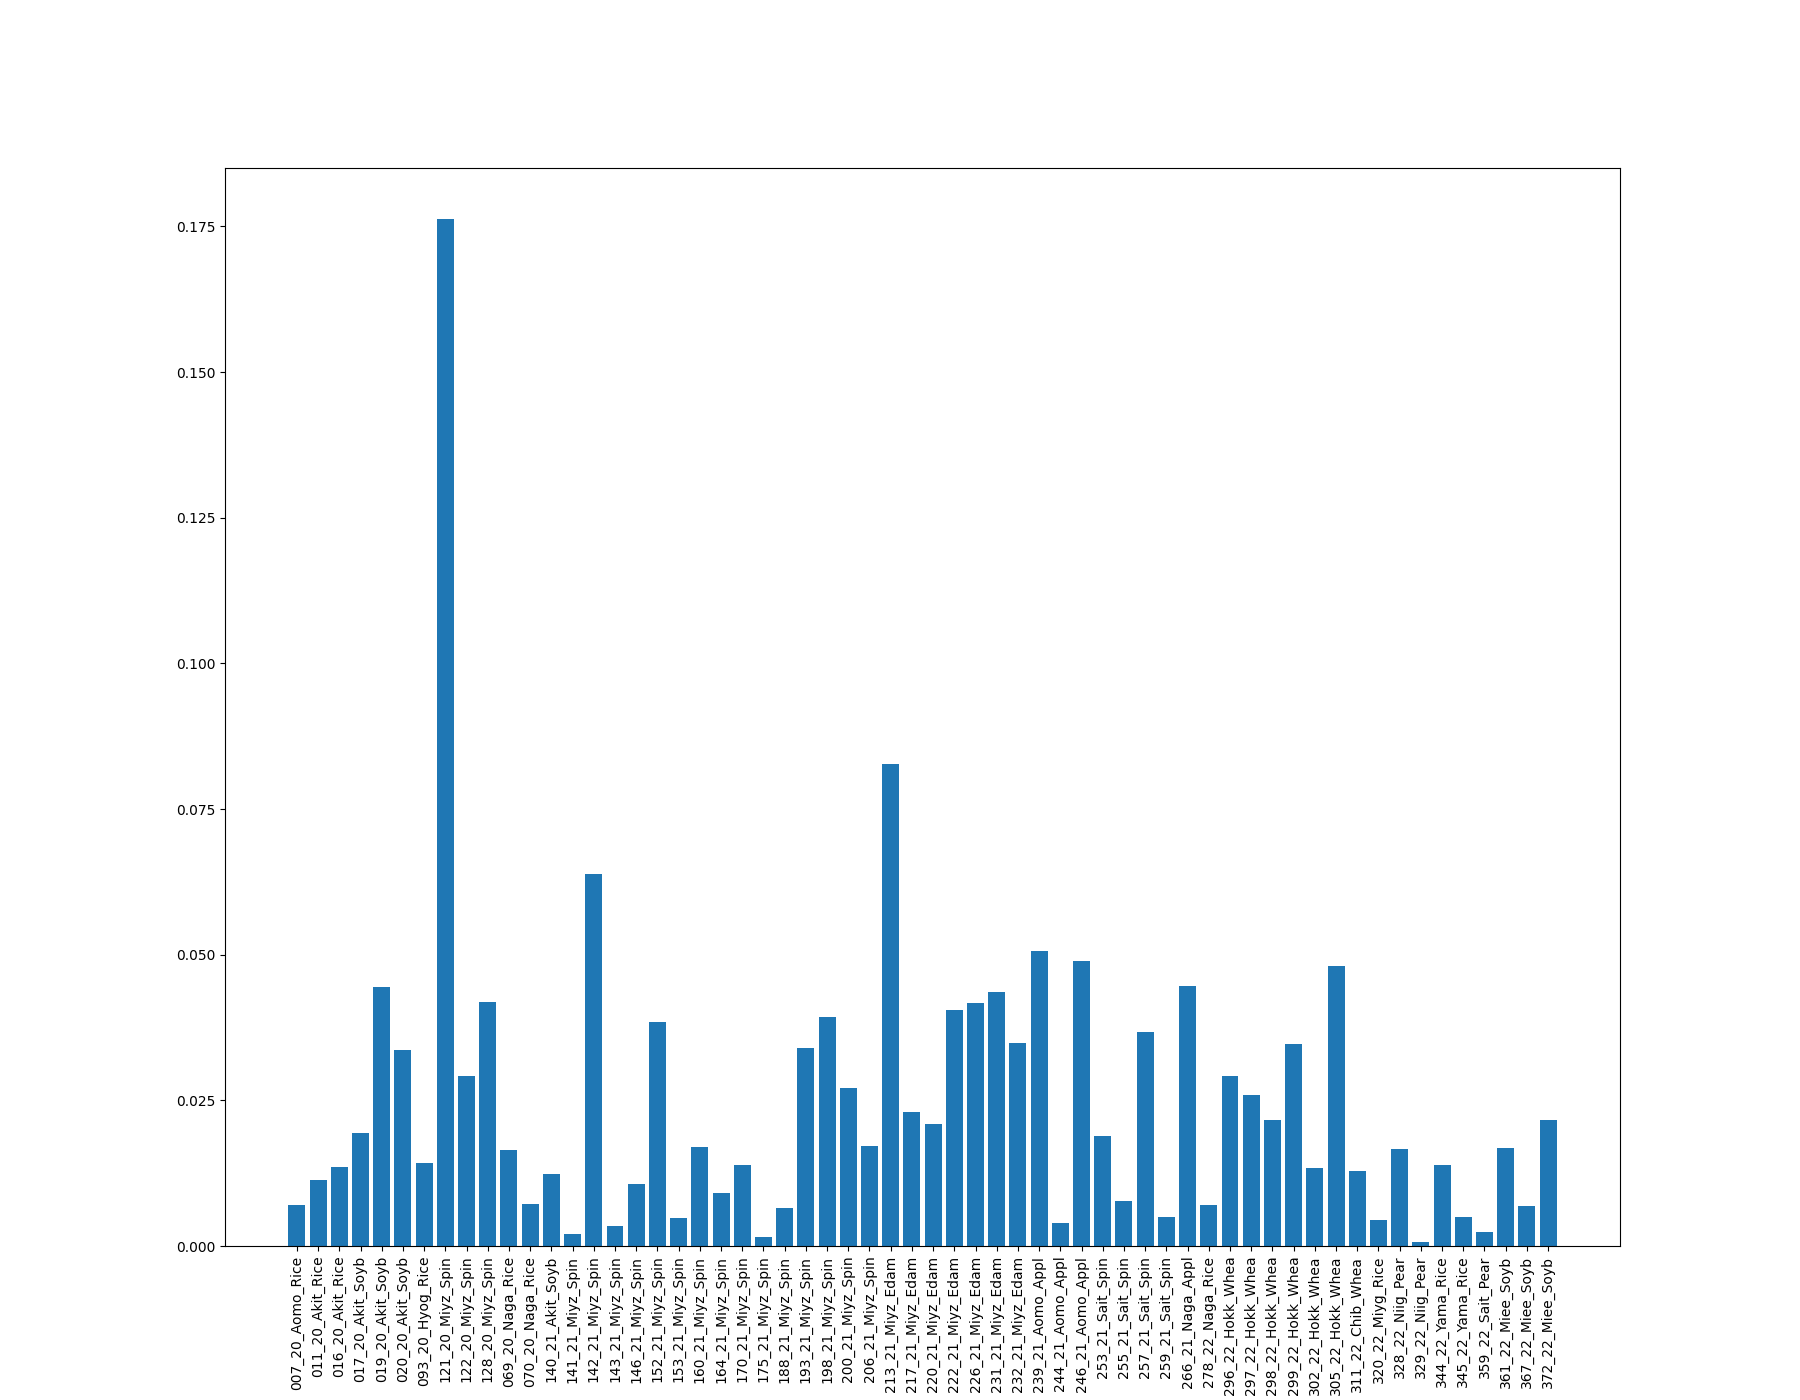 0.175
0.150
0.125
0.100
0.075
0.050
0.025
0.000
007_20_Aomo_Rice
011_20_Akit_Rice
016_20_Akit_Rice
017_20_Akit_Soyb
019_20_Akit_Soyb
020_20_Akit_Soyb
093_20_Hyog_Rice
121_20_Miyz_Spin
122_20_Miyz_Spin
128_20_Miyz_Spin
069_20_Naga_Rice
070_20_Naga_Rice
140_21_Akit_Soyb
141_21_Miyz_Spin
142_21_Miyz_Spin
143_21_Miyz_Spin
146_21_Miyz_Spin
152_21_Miyz_Spin
153_21_Miyz_Spin
160_21_Miyz_Spin
164_21_Miyz_Spin
170_21_Miyz_Spin
175_21_Miyz_Spin
188_21_Miyz_Spin
193_21_Miyz_Spin
198_21_Miyz_Spin
200_21_Miyz_Spin
206_21_Miyz_Spin
213_21_Miyz_Edam
217_21_Miyz_Edam
220_21_Miyz_Edam
222_21_Miyz_Edam
226_21_Miyz_Edam
231_21_Miyz_Edam
232_21_Miyz_Edam
239_21_Aomo_Appl
244_21_Aomo_Appl
246_21_Aomo_Appl
253_21_Sait_Spin
255_21_Sait_Spin
257_21_Sait_Spin
259_21_Sait_Spin
266_21_Naga_Appl
278_22_Naga_Rice
296_22_Hokk_Whea
297_22_Hokk_Whea
298_22_Hokk_Whea
299_22_Hokk_Whea
302_22_Hokk_Whea
305_22_Hokk_Whea
311_22_Chib_Whea
320_22_Miyg_Rice
328_22_Niig_Pear
329_22_Niig_Pear
344_22_Yama_Rice
345_22_Yama_Rice
359_22_Sait_Pear
361_22_Miee_Soyb
367_22_Miee_Soyb
372_22_Miee_Soyb